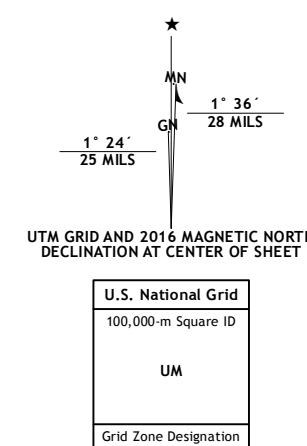 MN
1° 36´
GN
28 MILS
1° 24´
25 MILS
UTM GRID AND 2016 MAGNETIC NORTH
DECLINATION AT CENTER OF SHEET
U.S. National Grid
100,000-m Square ID
UM
Grid Zone Designation